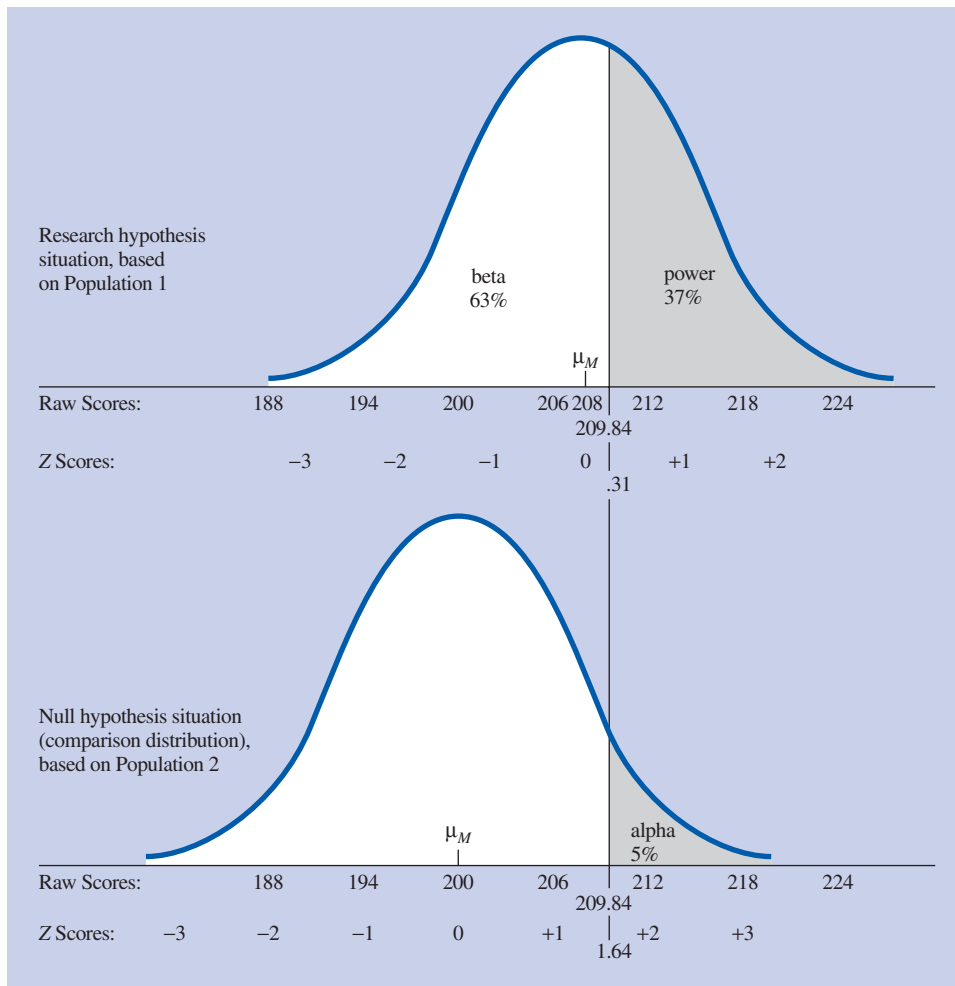 Research hypothesis
situation, based
on Population 1
beta
63%
power
37%
μM
Raw Scores: 188 194 200 206 208 212 218 224
209.84
Z Scores: −3 −2 −1 0 +1 +2
.31
Null hypothesis situation
(comparison distribution),
based on Population 2
μM
alpha
5%
Raw Scores: 188 194 200 206 212 218 224
209.84
Z Scores: −3 −2 −1 0 +1 +2 +3
1.64